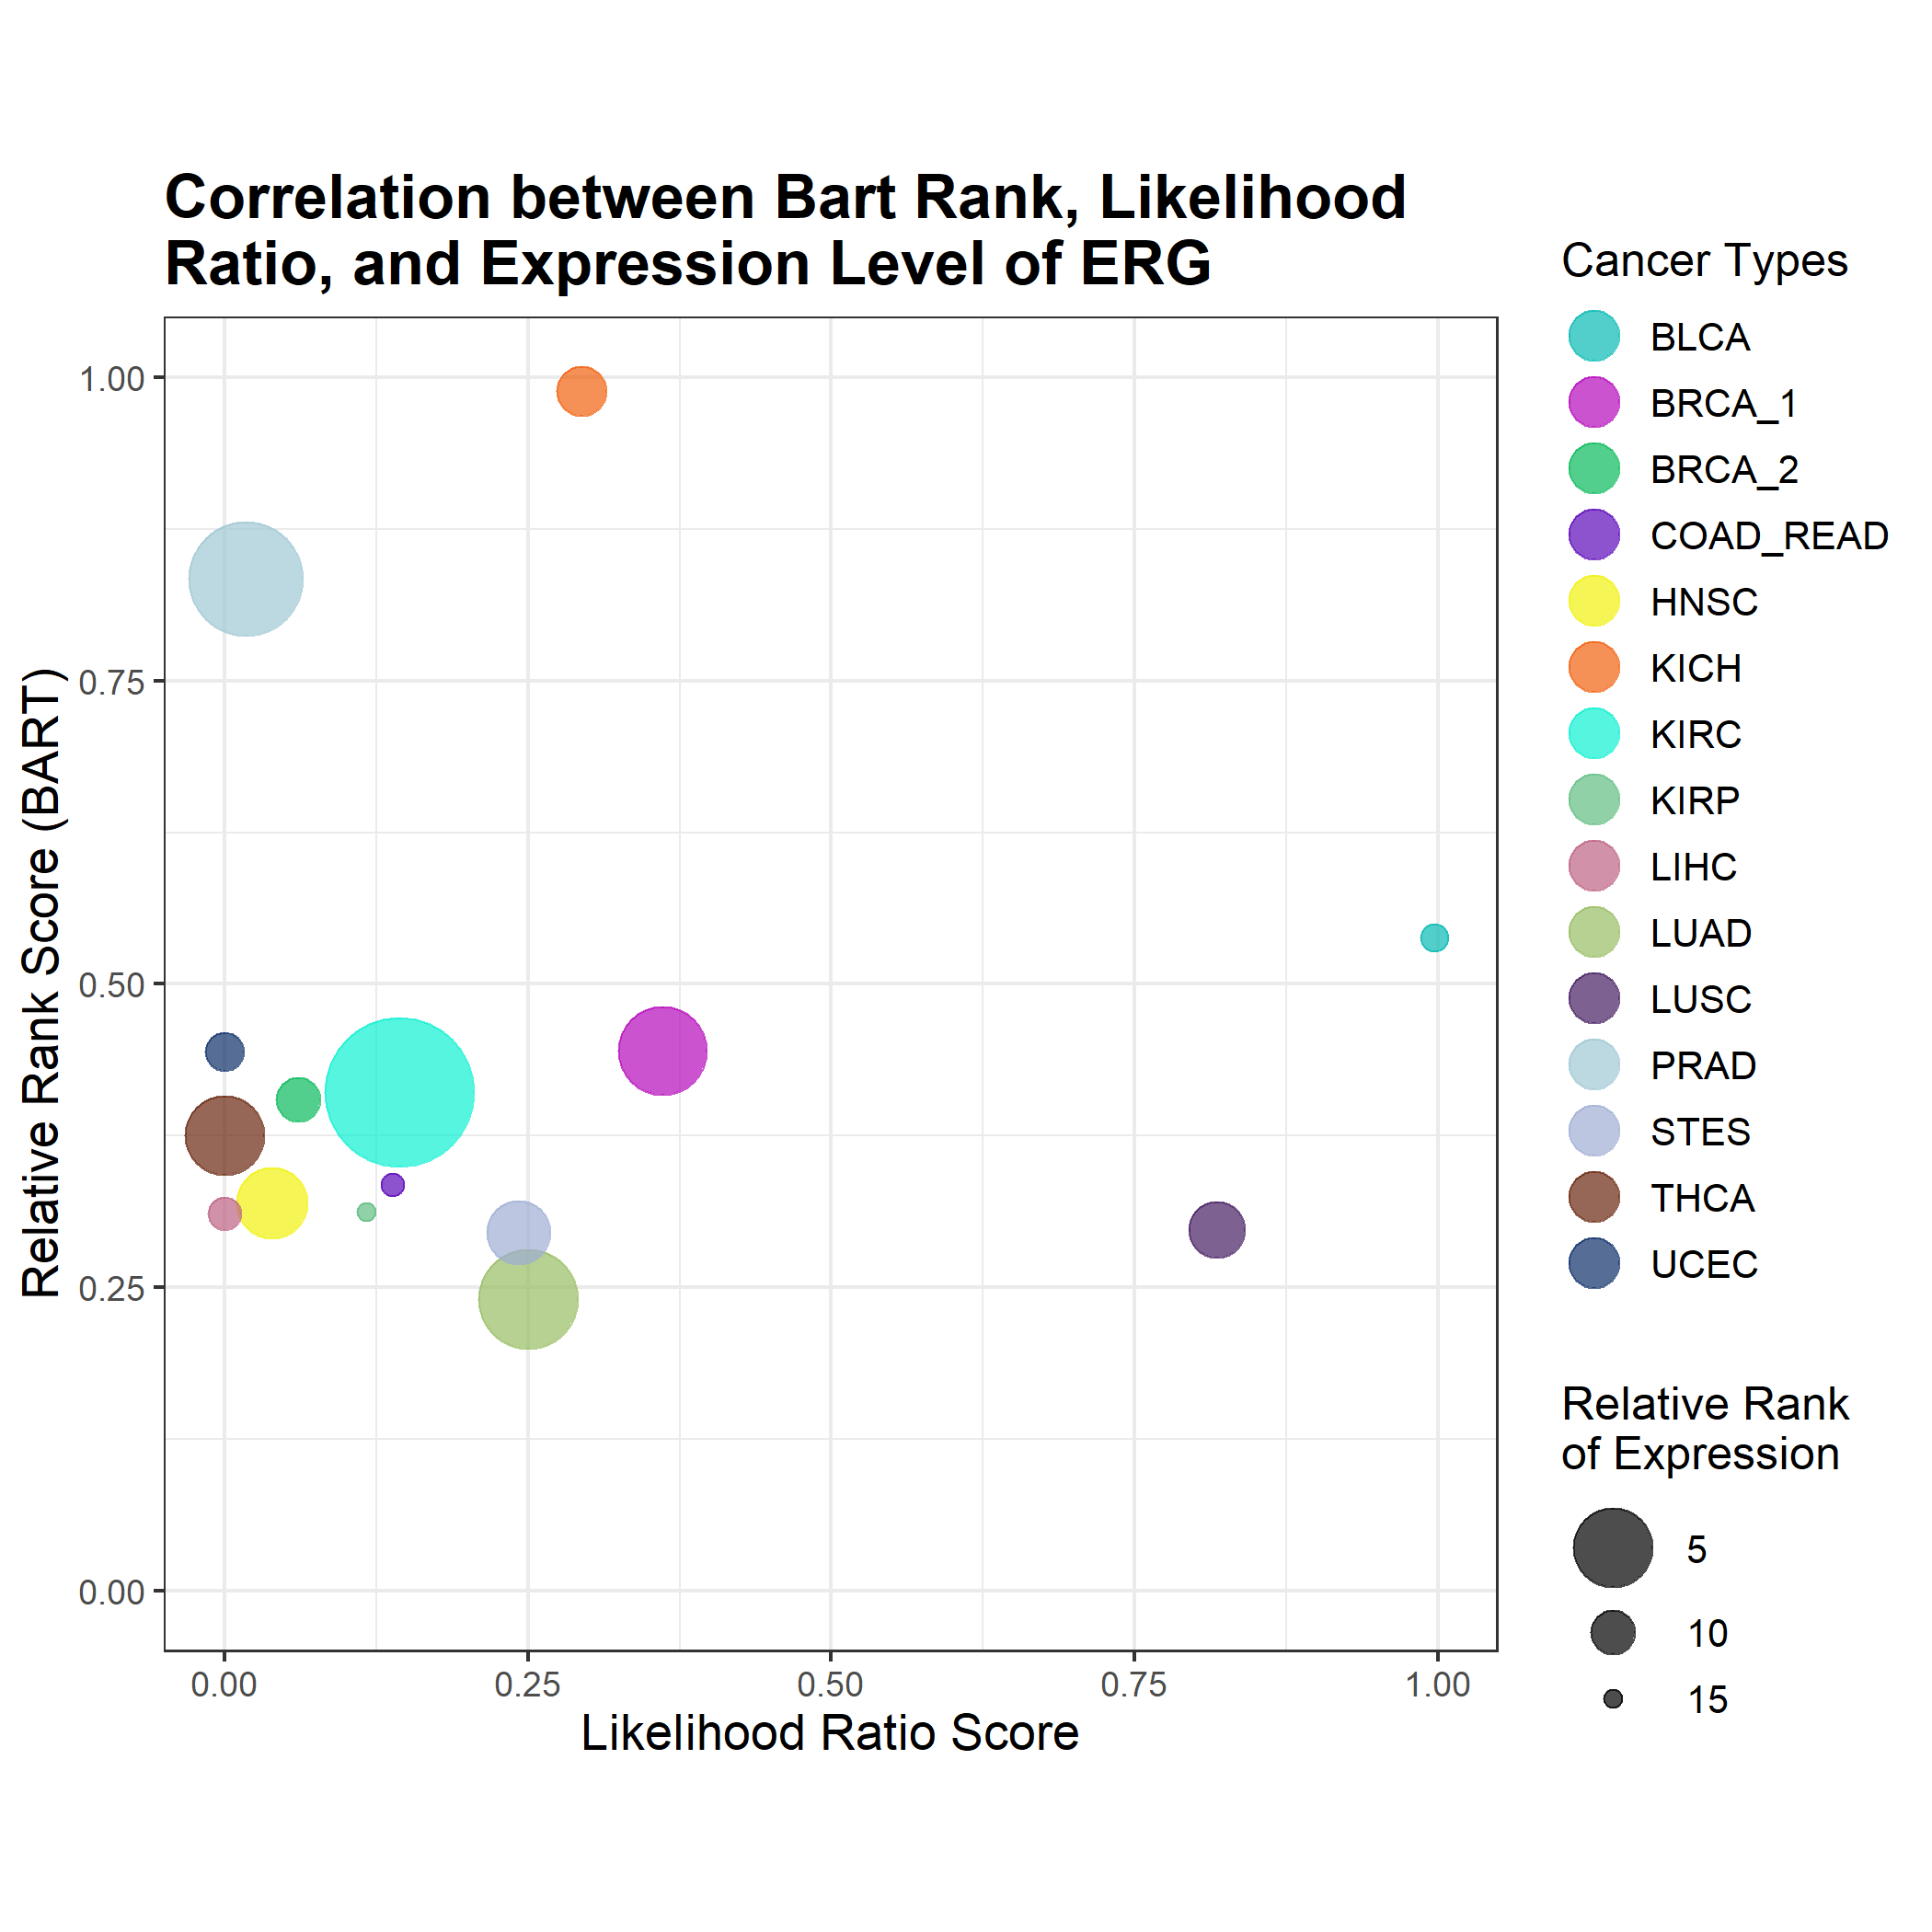 Correlation between Bart Rank, Likelihood
Ratio, and Expression Level of ERG
Relative Rank Score (BART)
1.00
0.75
0.50
0.25
0.00
0.00
0.25
0.50
0.75
1.00
Likelihood Ratio Score
Cancer Types
BLCA
BRCA_1
BRCA_2
COAD_READ
HNSC
KICH
KIRC
KIRP
LIHC
LUAD
LUSC
PRAD
STES
THCA
UCEC
Relative Rank
of Expression
5
10
15